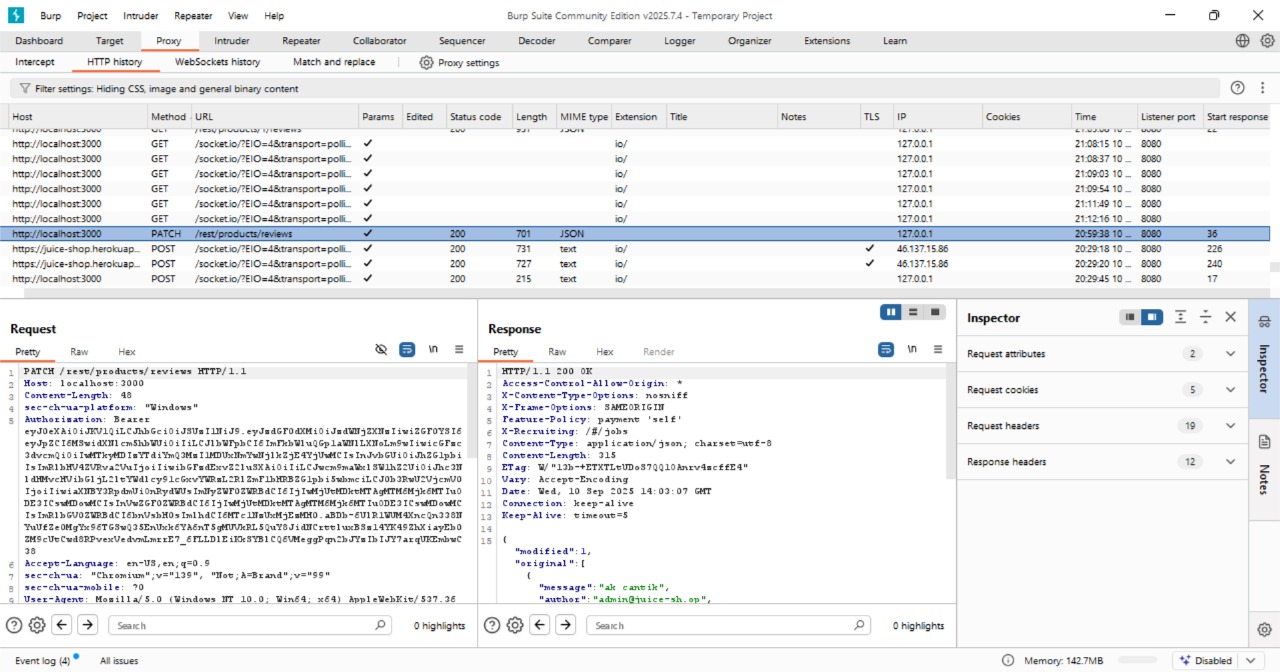 Burp Project Intruder Repeater View Help Burp Suite Community Edition v2025.7.4 - Temporary Project
Dashboard Target Proxy Intruder Repeater Collaborator Sequencer Decoder Comparer Logger Organizer Extensions Learn
Intercept HTTP history WebSockets history Match and replace Proxy settings
Filter settings: Hiding CSS, image and general binary content
Host Method URL Params Edited Status code Length MIME type Extension Title Notes TLS IP Cookies Time Listener port Start response
http://localhost:3000 GET /socket.io/?EIO=4&transport=polli... ✓ io/ 127.0.0.1 21:08:15 10 ... 8080
http://localhost:3000 GET /socket.io/?EIO=4&transport=polli... ✓ io/ 127.0.0.1 21:08:37 10 ... 8080
http://localhost:3000 GET /socket.io/?EIO=4&transport=polli... ✓ io/ 127.0.0.1 21:09:03 10 ... 8080
http://localhost:3000 GET /socket.io/?EIO=4&transport=polli... ✓ io/ 127.0.0.1 21:09:54 10 ... 8080
http://localhost:3000 GET /socket.io/?EIO=4&transport=polli... ✓ io/ 127.0.0.1 21:11:49 10 ... 8080
http://localhost:3000 GET /socket.io/?EIO=4&transport=polli... ✓ io/ 127.0.0.1 21:12:16 10 ... 8080
http://localhost:3000 PATCH /rest/products/reviews ✓ 200 701 JSON 127.0.0.1 20:59:38 10 ... 8080 36
https://juice-shop.herokuap... POST /socket.io/?EIO=4&transport=polli... ✓ 200 731 text io/ ✓ 46.137.15.86 20:29:18 10 ... 8080 226
https://juice-shop.herokuap... POST /socket.io/?EIO=4&transport=polli... ✓ 200 727 text io/ ✓ 46.137.15.86 20:29:20 10 ... 8080 240
http://localhost:3000 POST /socket.io/?EIO=4&transport=polli... ✓ 200 215 text io/ 127.0.0.1 20:29:45 10 ... 8080 17
Request
Pretty Raw Hex \n
1 PATCH /rest/products/reviews HTTP/1.1
2 Host: localhost:3000
3 Content-Length: 48
4 sec-ch-ua-platform: "Windows"
5 Authorization: Bearer
6 Accept-Language: en-US,en;q=0.9
7 sec-ch-ua: "Chromium";v="139", "Not;A=Brand";v="99"
8 sec-ch-ua-mobile: ?0
9 User-Agent: Mozilla/5.0 (Windows NT 10.0; Win64; x64) AppleWebKit/537.36
Search 0 highlights
Response
Pretty Raw Hex Render \n
1 HTTP/1.1 200 OK
2 Access-Control-Allow-Origin: *
3 X-Content-Type-Options: nosniff
4 X-Frame-Options: SAMEORIGIN
5 Feature-Policy: payment 'self'
6 X-Recruiting: /#/jobs
7 Content-Type: application/json; charset=utf-8
8 Content-Length: 315
9 ETag:
10 Vary: Accept-Encoding
11 Date: Wed, 10 Sep 2025 14:03:07 GMT
12 Connection: keep-alive
13 Keep-Alive: timeout=5
14
15 {
"modified":1,
"original":[
{
"message":"ak cantik",
"author":"admin@juice-sh.op",
Search 0 highlights
Inspector
Request attributes 2
Request cookies 5
Request headers 19
Response headers 12
Inspector
Notes
Event log (4) All issues Memory: 142.7MB Disabled